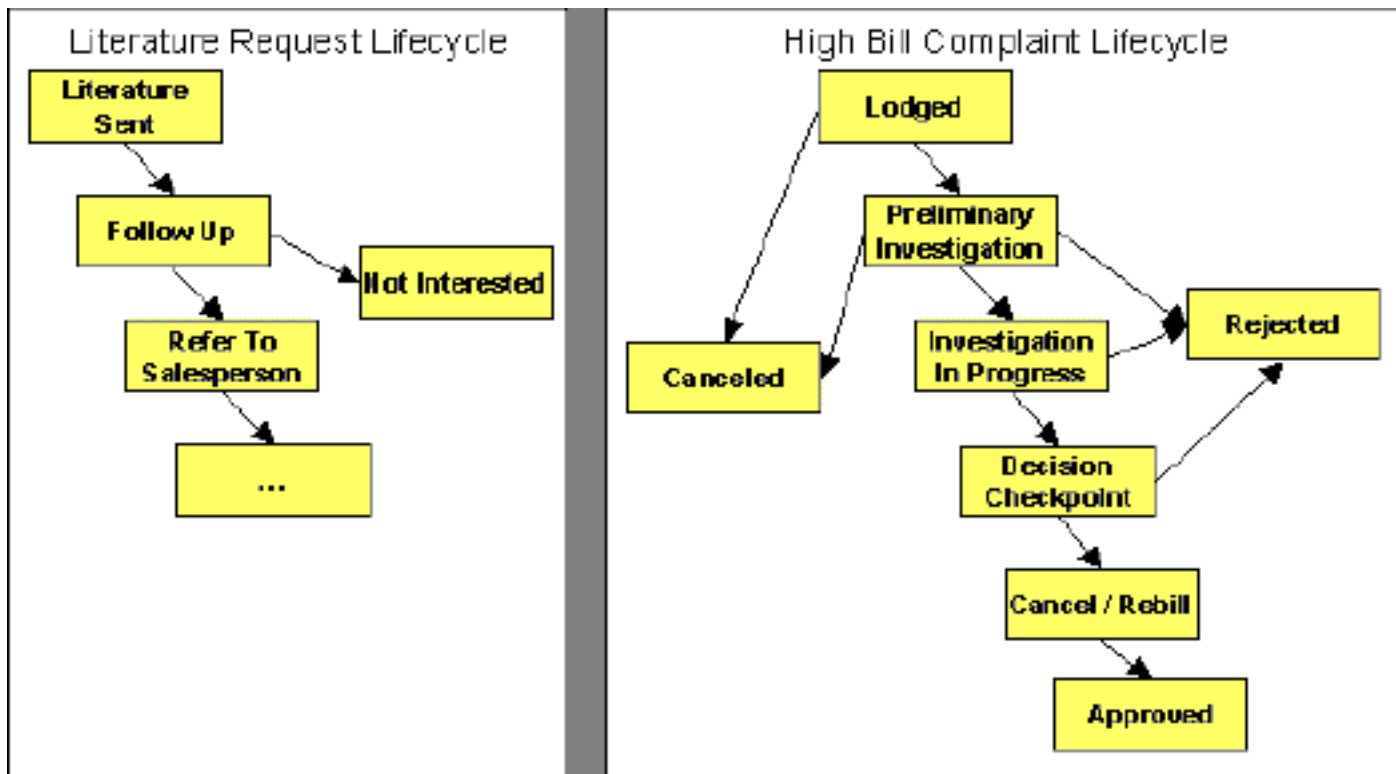 Literature Request Lifecycle
Literature
Sent
Follow Up
Not Interested
Refer To
Salesperson
...
High Bill Complaint Lifecycle
Lodged
Preliminary
Investigation
Rejected
Investigation
In Progress
Canceled
Decision
Checkpoint
Cancel / Rebill
Approved